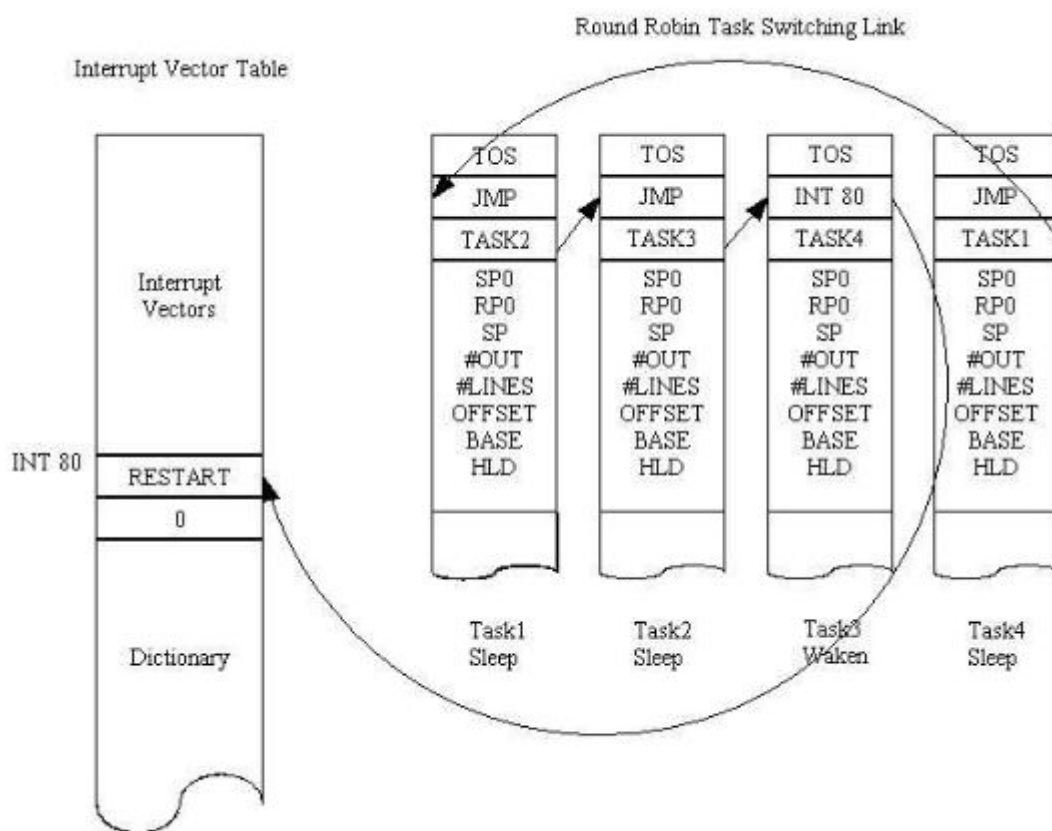 Round Robin Task Switching Link
Interrupt Vector Table
Interrupt
Vectors
INT 80
RESTART
0
Dictionary
TOS
JMP
TASK2
SP0
RP0
SP
#OUT
#LINES
OFFSET
BASE
HLD
Task1
Sleep
TOS
JMP
TASK3
SP0
RP0
SP
#OUT
#LINES
OFFSET
BASE
HLD
Task2
Sleep
TOS
INT 80
TASK4
SP0
RP0
SP
#OUT
#LINES
OFFSET
BASE
HLD
Task3
Waken
TOS
JMP
TASK1
SP0
RP0
SP
#OUT
#LINES
OFFSET
BASE
HLD
Task4
Sleep